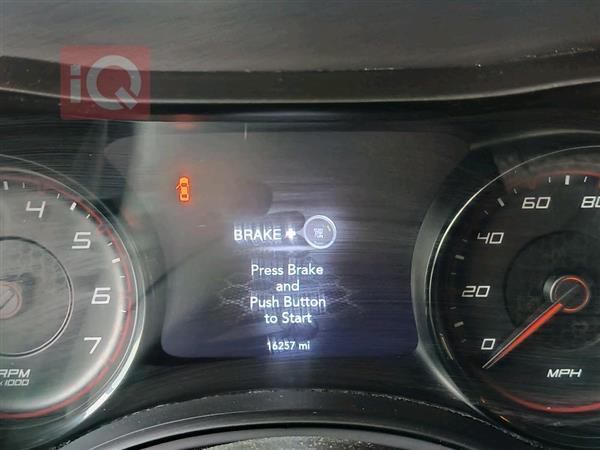 iQ
4
5
6
7
RPM
x1000
BRAKE +
Press Brake
and
Push Button
to Start
16257 mi
0
20
40
60
80
MPH